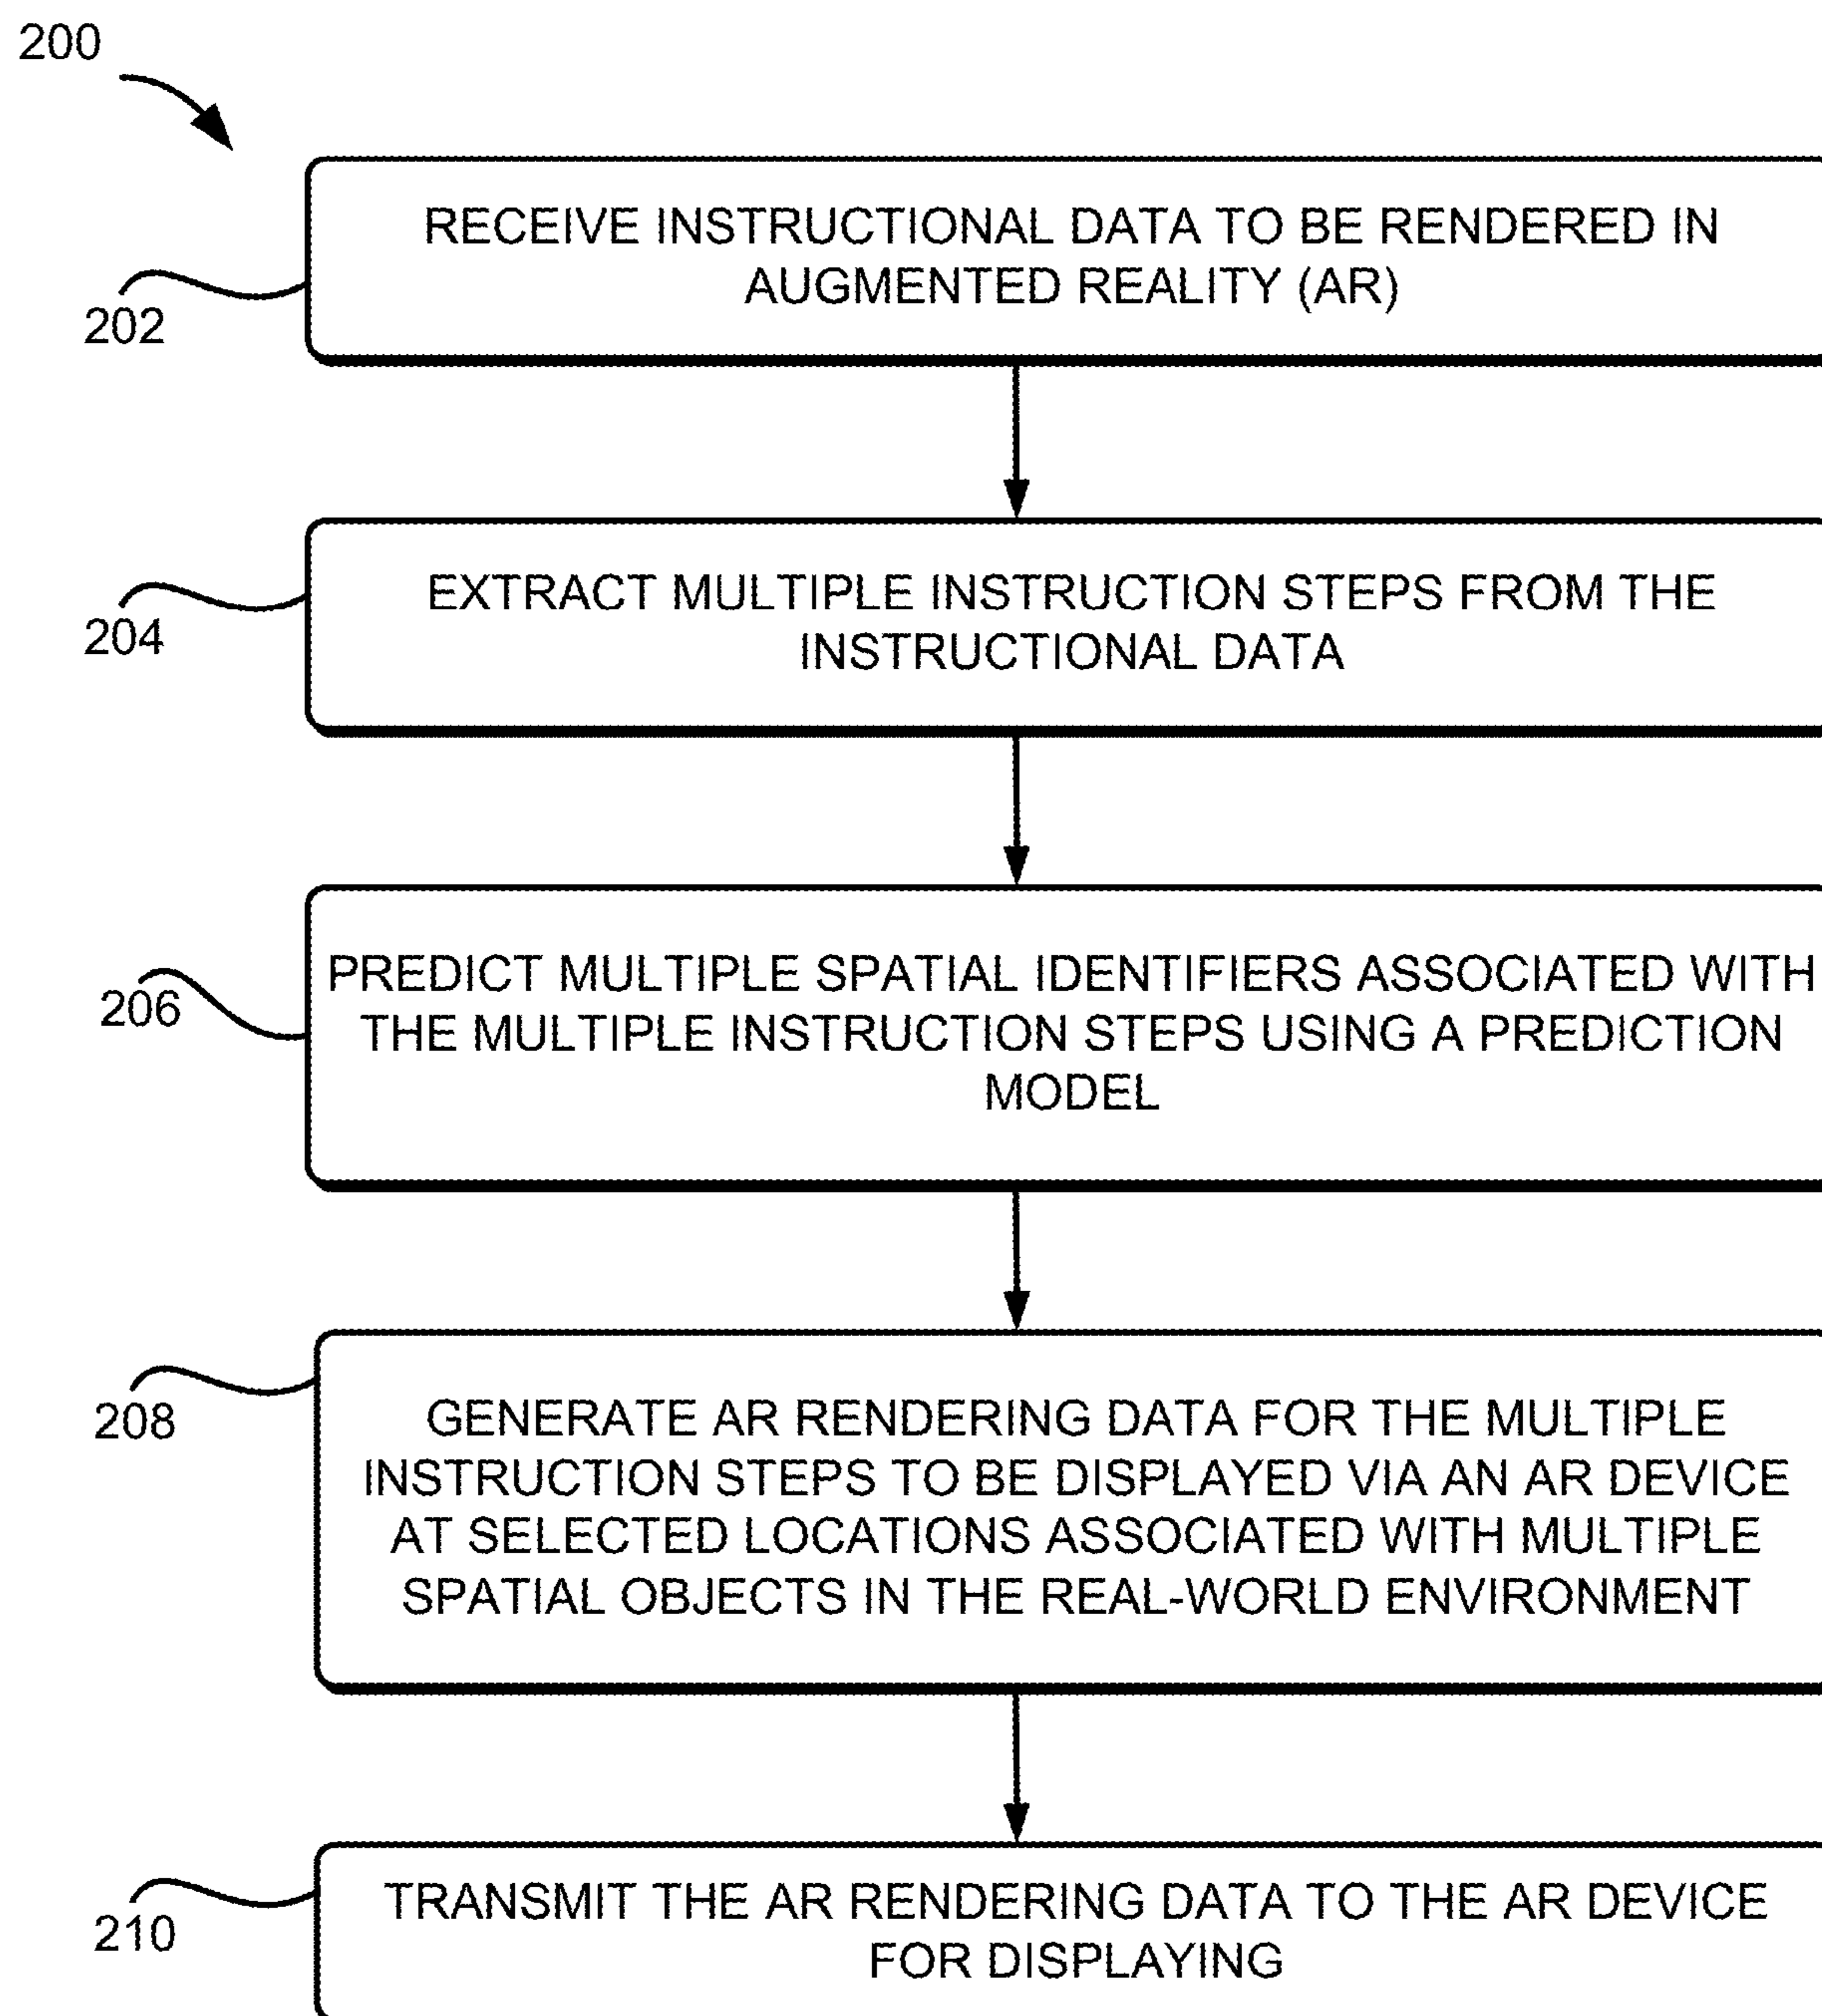 200
RECEIVE INSTRUCTIONAL DATA TO BE RENDERED IN
AUGMENTED REALITY (AR)
202
EXTRACT MULTIPLE INSTRUCTION STEPS FROM THE
INSTRUCTIONAL DATA
204
PREDICT MULTIPLE SPATIAL IDENTIFIERS ASSOCIATED WITH
THE MULTIPLE INSTRUCTION STEPS USING A PREDICTION
MODEL
206
GENERATE AR RENDERING DATA FOR THE MULTIPLE
INSTRUCTION STEPS TO BE DISPLAYED VIA AN AR DEVICE
AT SELECTED LOCATIONS ASSOCIATED WITH MULTIPLE
SPATIAL OBJECTS IN THE REAL-WORLD ENVIRONMENT
208
TRANSMIT THE AR RENDERING DATA TO THE AR DEVICE
FOR DISPLAYING
210